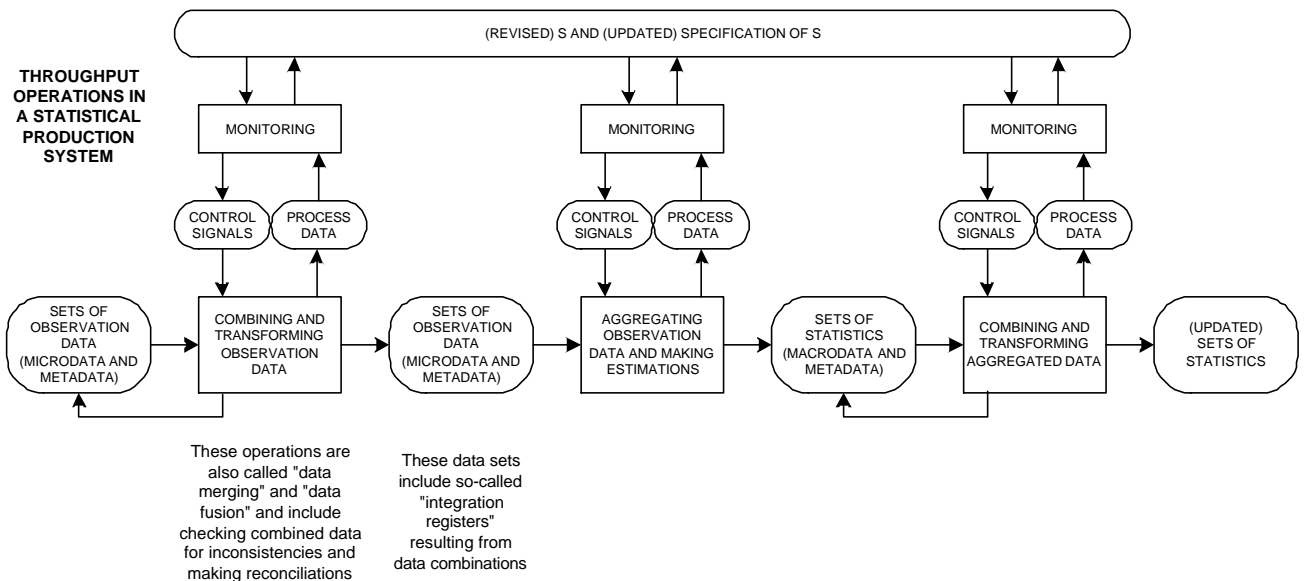 (REVISED) S AND (UPDATED) SPECIFICATION OF S
THROUGHPUT
OPERATIONS IN
A STATISTICAL
PRODUCTION
SYSTEM
MONITORING
MONITORING
MONITORING
CONTROL
SIGNALS
PROCESS
DATA
CONTROL
SIGNALS
PROCESS
DATA
CONTROL
SIGNALS
PROCESS
DATA
SETS OF
OBSERVATION
DATA
(MICRODATA AND
METADATA)
COMBINING AND
TRANSFORMING
OBSERVATION
DATA
SETS OF
OBSERVATION
DATA
(MICRODATA AND
METADATA)
AGGREGATING
OBSERVATION
DATA AND MAKING
ESTIMATIONS
SETS OF
STATISTICS
(MACRODATA AND
METADATA)
COMBINING AND
TRANSFORMING
AGGREGATED DATA
(UPDATED)
SETS OF
STATISTICS
These operations are
also called "data
merging" and "data
fusion" and include
checking combined data
for inconsistencies and
making reconciliations
These data sets
include so-called
"integration
registers"
resulting from
data combinations